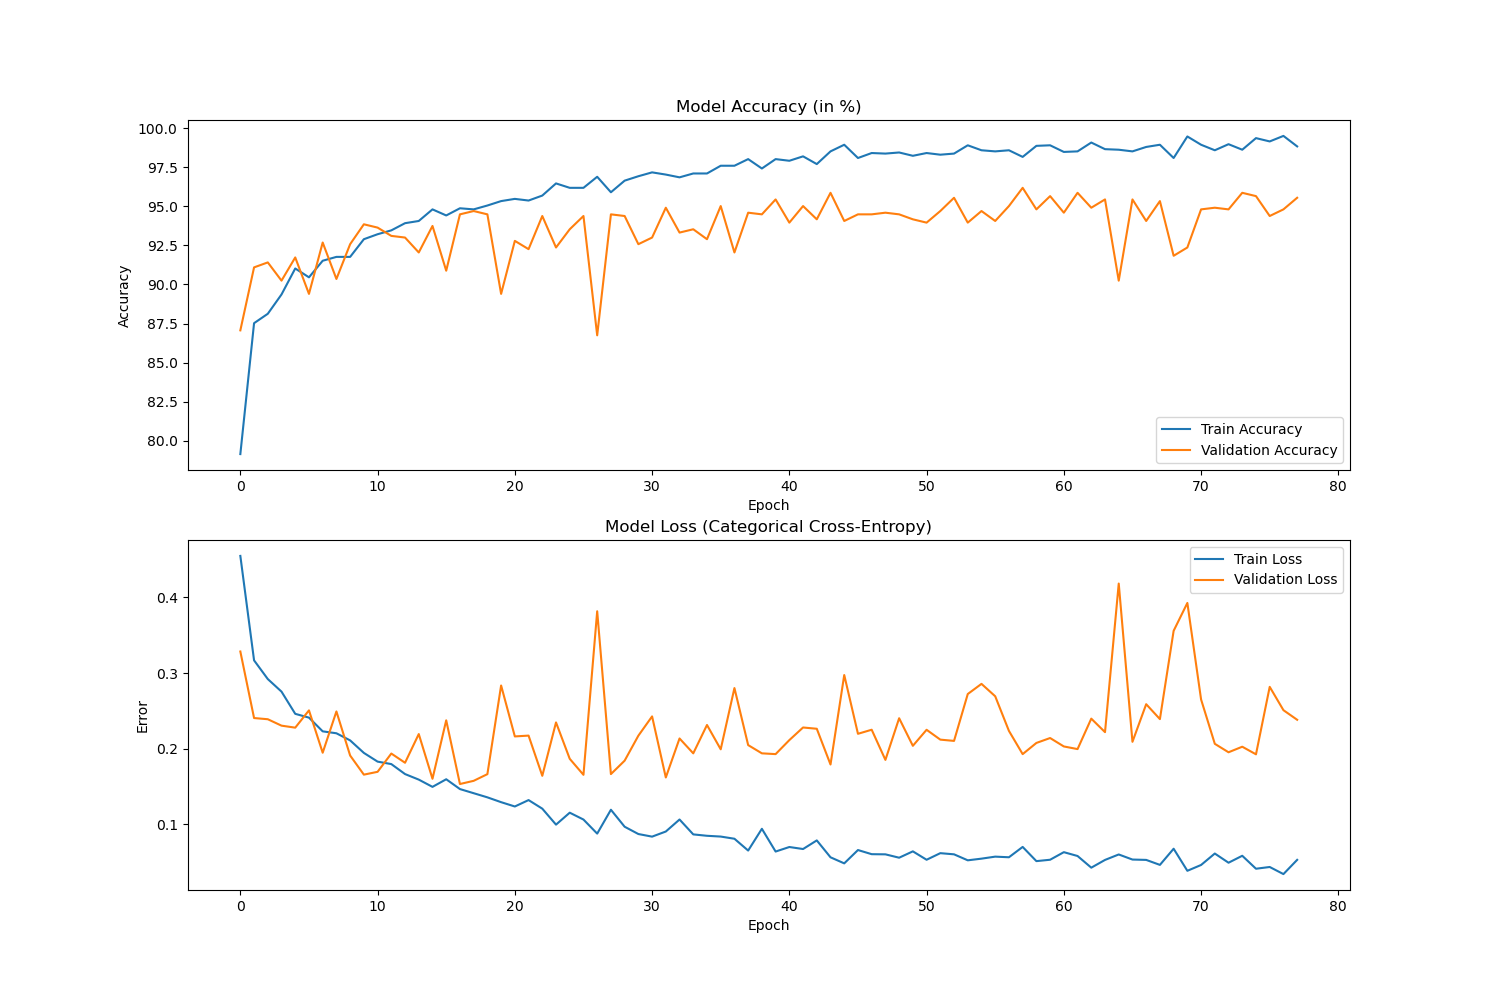 Model Accuracy (in %)
100.0
97.5
95.0
92.5
90.0
87.5
85.0
82.5
80.0
Accuracy
Train Accuracy
Validation Accuracy
0 10 20 30 40 50 60 70 80
Epoch
Model Loss (Categorical Cross-Entropy)
Train Loss
Validation Loss
0.4
0.3
0.2
0.1
Error
0 10 20 30 40 50 60 70 80
Epoch